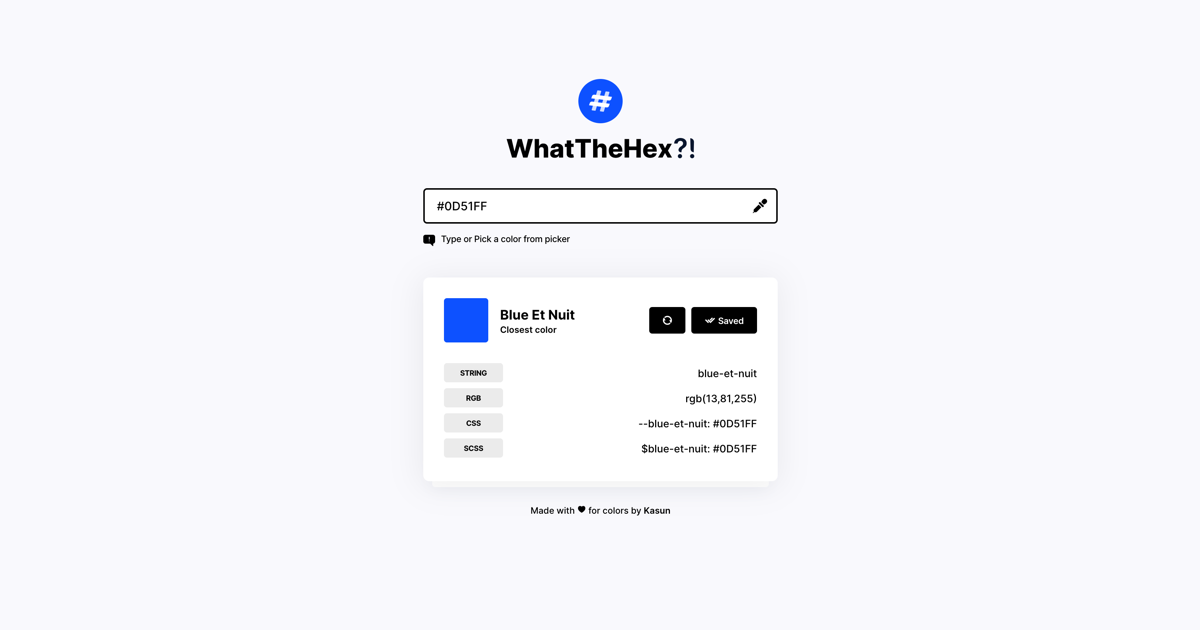 #
WhatTheHex?!
#0D51FF
Type or Pick a color from picker
Blue Et Nuit
Closest color
Saved
STRING blue-et-nuit
RGB rgb(13,81,255)
CSS --blue-et-nuit: #0D51FF
SCSS $blue-et-nuit: #0D51FF
Made with ♥ for colors by Kasun